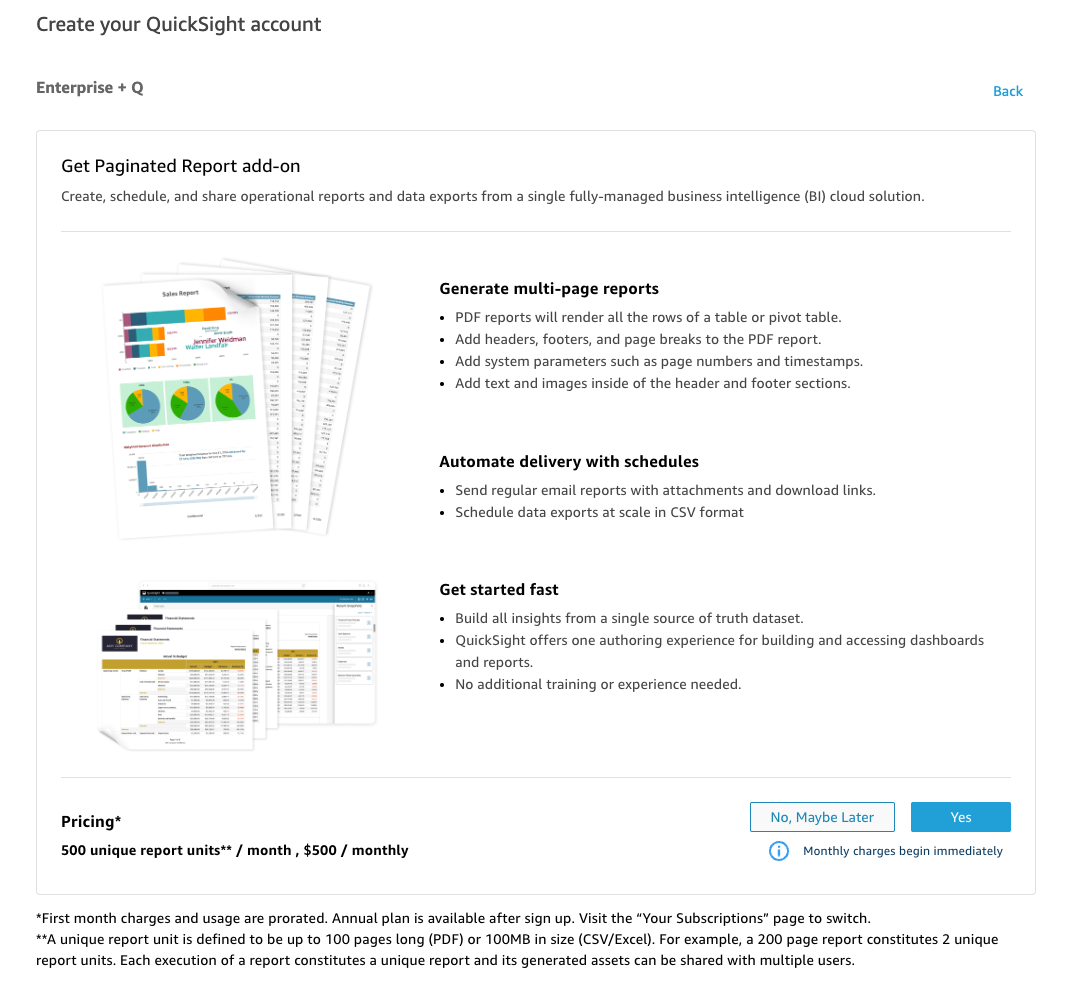 Create your QuickSight account
Enterprise + Q
Back
Get Paginated Report add-on
Create, schedule, and share operational reports and data exports from a single fully-managed business intelligence (BI) cloud solution.
Sales Report
Jennifer Weidman
Walter Landfair
Generate multi-page reports
• PDF reports will render all the rows of a table or pivot table.
• Add headers, footers, and page breaks to the PDF report.
• Add system parameters such as page numbers and timestamps.
• Add text and images inside of the header and footer sections.
Automate delivery with schedules
• Send regular email reports with attachments and download links.
• Schedule data exports at scale in CSV format
Financial Statements
Financial Statements
Financial Statements
Get started fast
• Build all insights from a single source of truth dataset.
• QuickSight offers one authoring experience for building and accessing dashboards
and reports.
• No additional training or experience needed.
Pricing*
500 unique report units** / month , $500 / monthly
No, Maybe Later
Yes
Monthly charges begin immediately
*First month charges and usage are prorated. Annual plan is available after sign up. Visit the “Your Subscriptions” page to switch.
**A unique report unit is defined to be up to 100 pages long (PDF) or 100MB in size (CSV/Excel). For example, a 200 page report constitutes 2 unique
report units. Each execution of a report constitutes a unique report and its generated assets can be shared with multiple users.